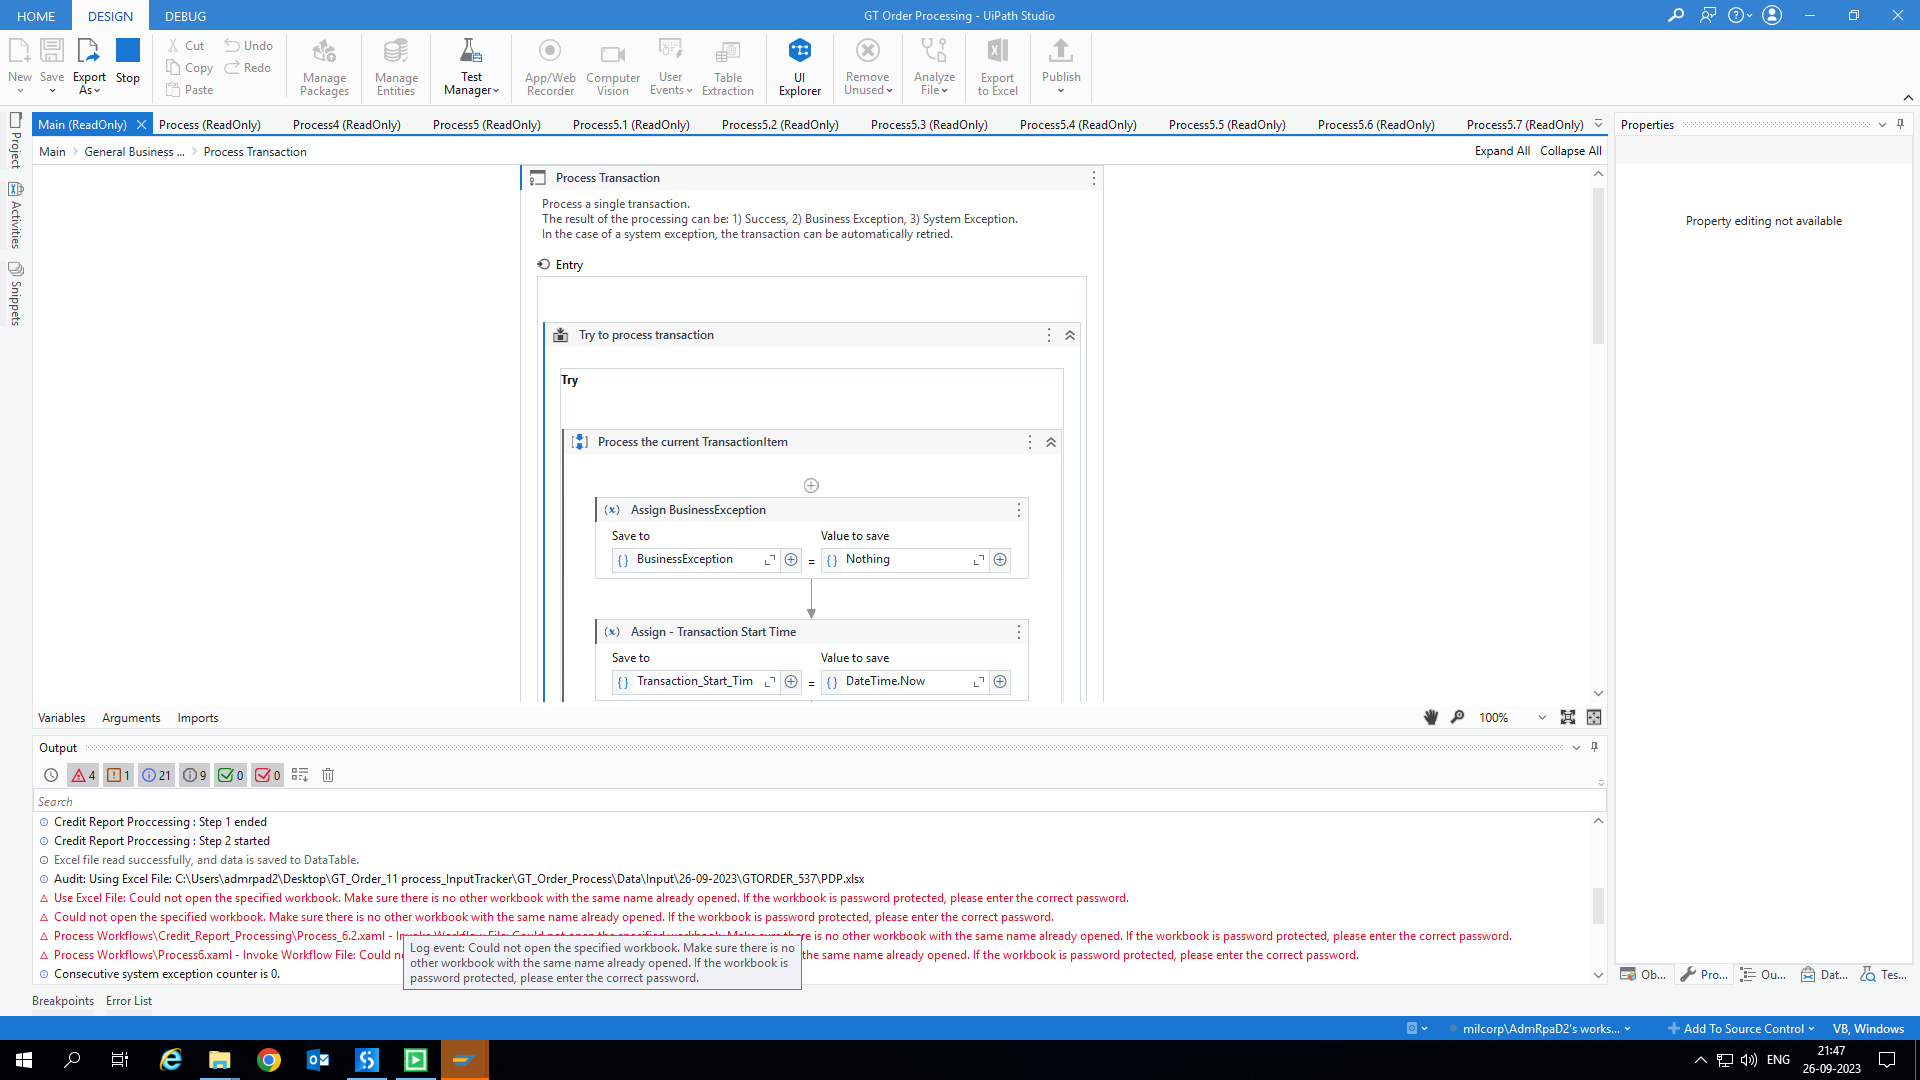 HOME
DESIGN
DEBUG
GT Order Processing - UiPath Studio
New
Save
Export As
Stop
Cut
Copy
Paste
Undo
Redo
Manage Packages
Manage Entities
Test Manager
App/Web Recorder
Computer Vision
User Events
Table Extraction
UI Explorer
Remove Unused
Analyze File
Export to Excel
Publish
Main (ReadOnly)
Process (ReadOnly)
Process4 (ReadOnly)
Process5 (ReadOnly)
Process5.1 (ReadOnly)
Process5.2 (ReadOnly)
Process5.3 (ReadOnly)
Process5.4 (ReadOnly)
Process5.5 (ReadOnly)
Process5.6 (ReadOnly)
Process5.7 (ReadOnly)
Properties
Project
Activities
Snippets
Main
General Business ...
Process Transaction
Expand All
Collapse All
Property editing not available
Process Transaction
Process a single transaction.
The result of the processing can be: 1) Success, 2) Business Exception, 3) System Exception.
In the case of a system exception, the transaction can be automatically retried.
Entry
Try to process transaction
Try
Process the current TransactionItem
Assign BusinessException
Save to
Value to save
BusinessException
=
Nothing
Assign - Transaction Start Time
Save to
Value to save
Transaction_Start_Tim
=
DateTime.Now
Variables
Arguments
Imports
100%
Output
4
1
21
9
0
0
Search
Credit Report Proccessing : Step 1 ended
Credit Report Proccessing : Step 2 started
Excel file read successfully, and data is saved to DataTable.
Audit: Using Excel File: C:\Users\admrpad2\Desktop\GT_Order_11 process_InputTracker\GT_Order_Process\Data\Input\26-09-2023\GTORDER_537\PDP.xlsx
Use Excel File: Could not open the specified workbook. Make sure there is no other workbook with the same name already opened. If the workbook is password protected, please enter the correct password.
Could not open the specified workbook. Make sure there is no other workbook with the same name already opened. If the workbook is password protected, please enter the correct password.
Process Workflows\Credit_Report_Processing\Process_6.2.xaml - Invoke Workflow File: Could not open the specified workbook. Make sure there is no other workbook with the same name already opened. If the workbook is password protected, please enter the correct password.
Process Workflows\Process6.xaml - Invoke Workflow File: Could no
the same name already opened. If the workbook is password protected, please enter the correct password.
Consecutive system exception counter is 0.
Log event: Could not open the specified workbook. Make sure there is no
other workbook with the same name already opened. If the workbook is
password protected, please enter the correct password.
Breakpoints
Error List
Ob...
Pro...
Ou...
Dat...
Tes...
milcorp\AdmRpaD2's works...
Add To Source Control
VB, Windows
ENG
21:47
26-09-2023